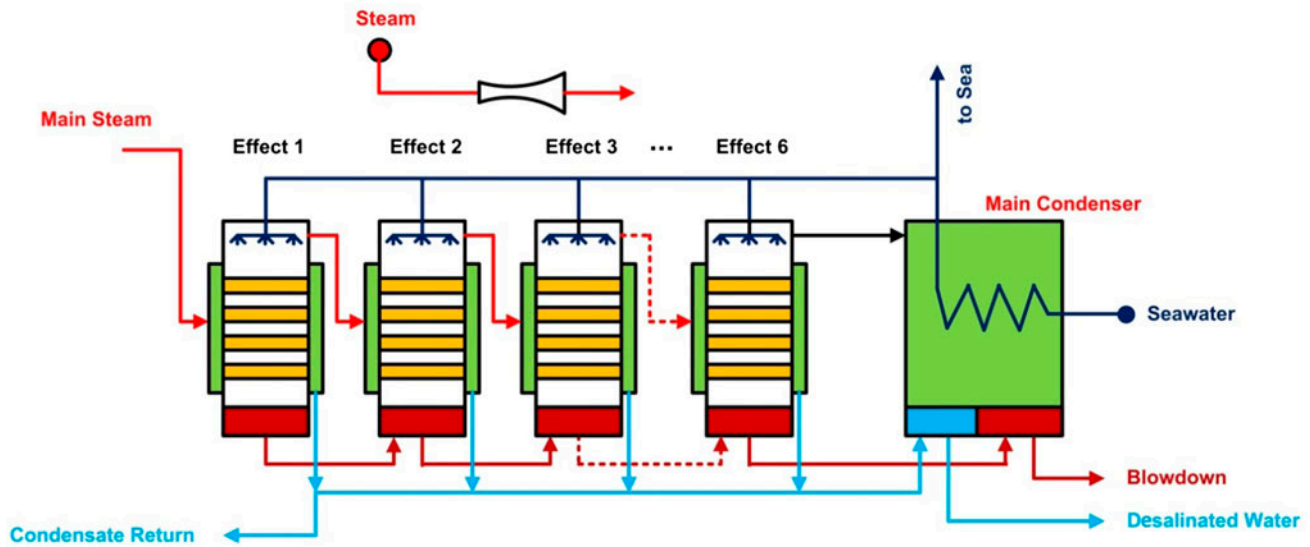 Steam
to Sea
Main Steam
Effect 1
Effect 2
Effect 3
...
Effect 6
Main Condenser
Seawater
Blowdown
Desalinated Water
Condensate Return